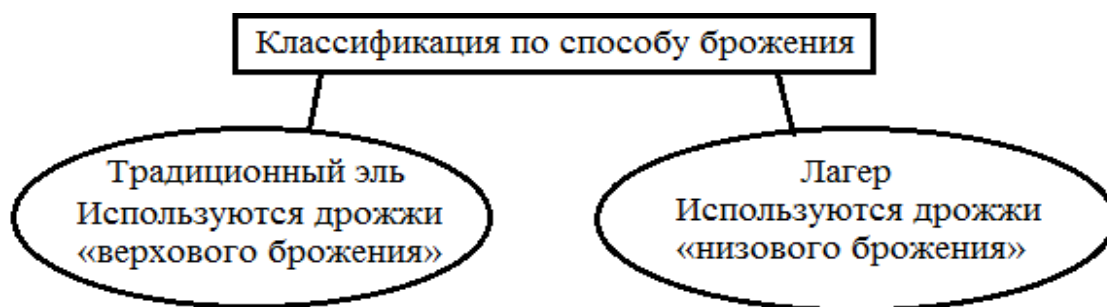 Классификация по способу брожения
Традиционный эль
Используются дрожжи
«верхового брожения»
Лагер
Используются дрожжи
«низового брожения»